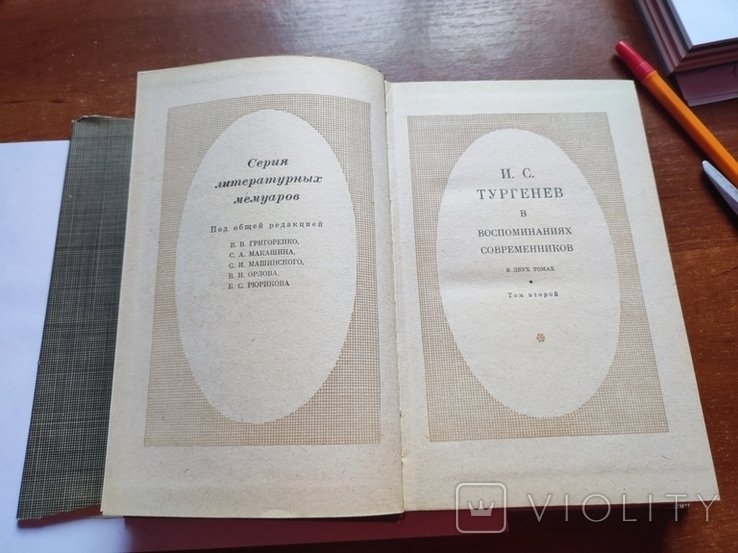 Серия
литературных
мемуаров
Под общей редакцией
В. В. ГРИГОРЕНКО,
С. А. МАКАШИНА,
С. И. МАШИНСКОГО,
В. Н. ОРЛОВА,
Б. С. РЮРИКОВА
И. С.
ТУРГЕНЕВ
В
ВОСПОМИНАНИЯХ
СОВРЕМЕННИКОВ
В ДВУХ ТОМАХ
*
Том второй
VIOLITY